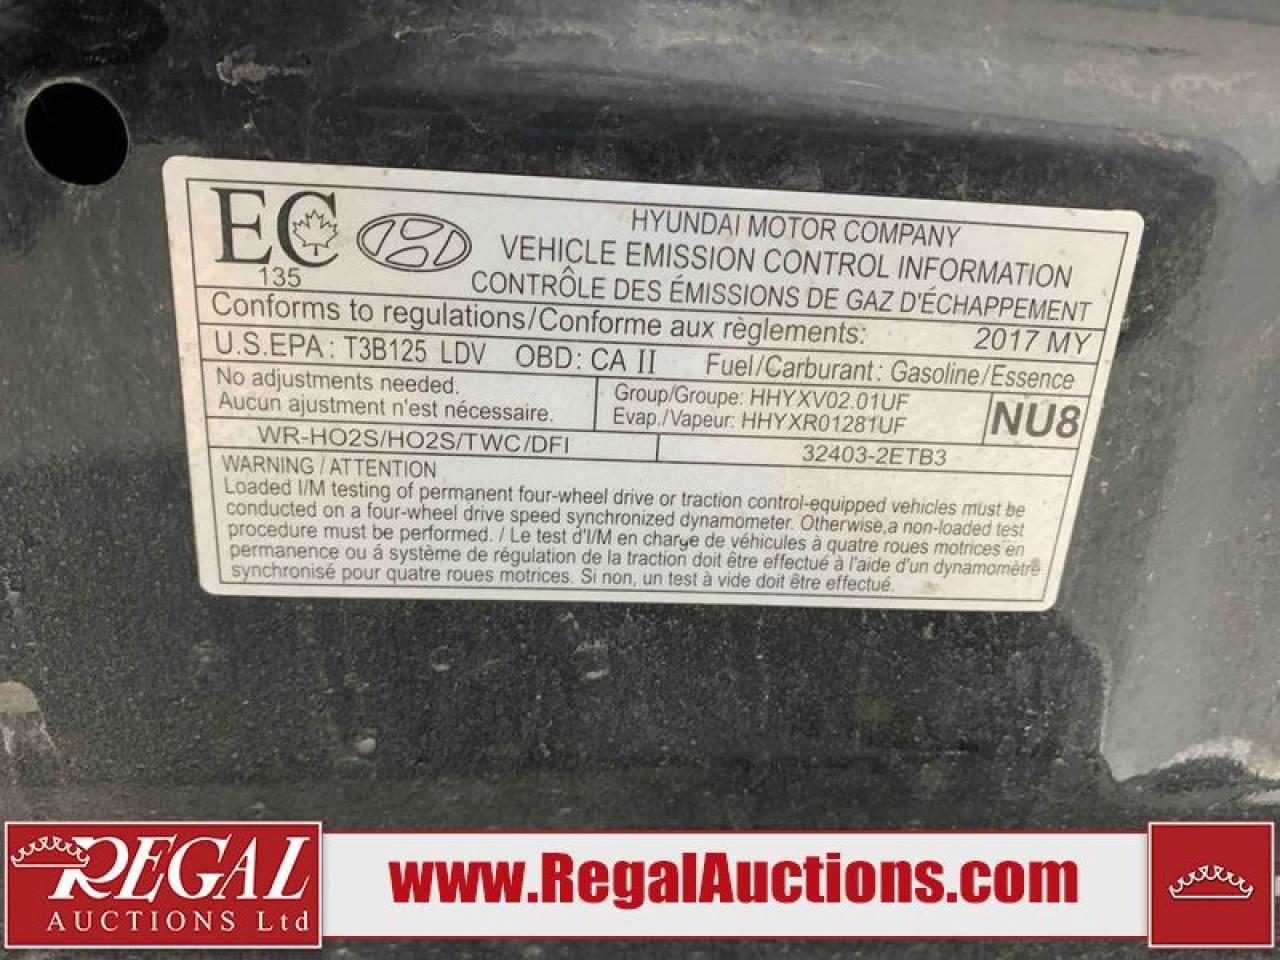 EC
135
HYUNDAI MOTOR COMPANY
VEHICLE EMISSION CONTROL INFORMATION
CONTRÔLE DES ÉMISSIONS DE GAZ D'ÉCHAPPEMENT
Conforms to regulations/Conforme aux règlements: 2017 MY
U.S.EPA: T3B125 LDV OBD: CA II Fuel/Carburant: Gasoline/Essence
No adjustments needed.
Aucun ajustment n'est nécessaire.
Group/Groupe: HHYXV02.01UF
Evap./Vapeur: HHYXR01281UF
NU8
WR-HO2S/HO2S/TWC/DFI
32403-2ETB3
WARNING / ATTENTION
Loaded I/M testing of permanent four-wheel drive or traction control-equipped vehicles must be
conducted on a four-wheel drive speed synchronized dynamometer. Otherwise,a non-loaded test
procedure must be performed. / Le test d'I/M en charge de véhicules à quatre roues motrices en
permanence ou á système de régulation de la traction doit être effectué à l'aide d'un dynamomètre
synchronisé pour quatre roues motrices. Si non, un test à vide doit être effectué.
REGAL
AUCTIONS Ltd
www.RegalAuctions.com